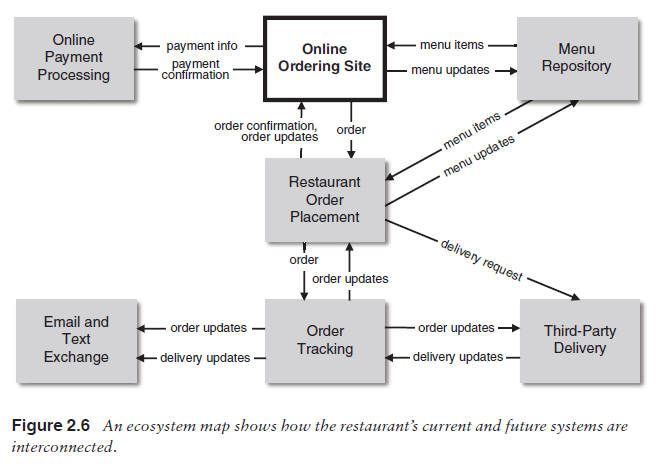 Online
Payment
Processing
payment info
payment
confirmation
Online
Ordering Site
menu items
menu updates
Menu
Repository
order confirmation,
order updates
order
menu items
menu updates
Restaurant
Order
Placement
delivery request
order
order updates
Email and
Text
Exchange
order updates
delivery updates
Order
Tracking
order updates
delivery updates
Third-Party
Delivery
Figure 2.6 An ecosystem map shows how the restaurant's current and future systems are
interconnected.